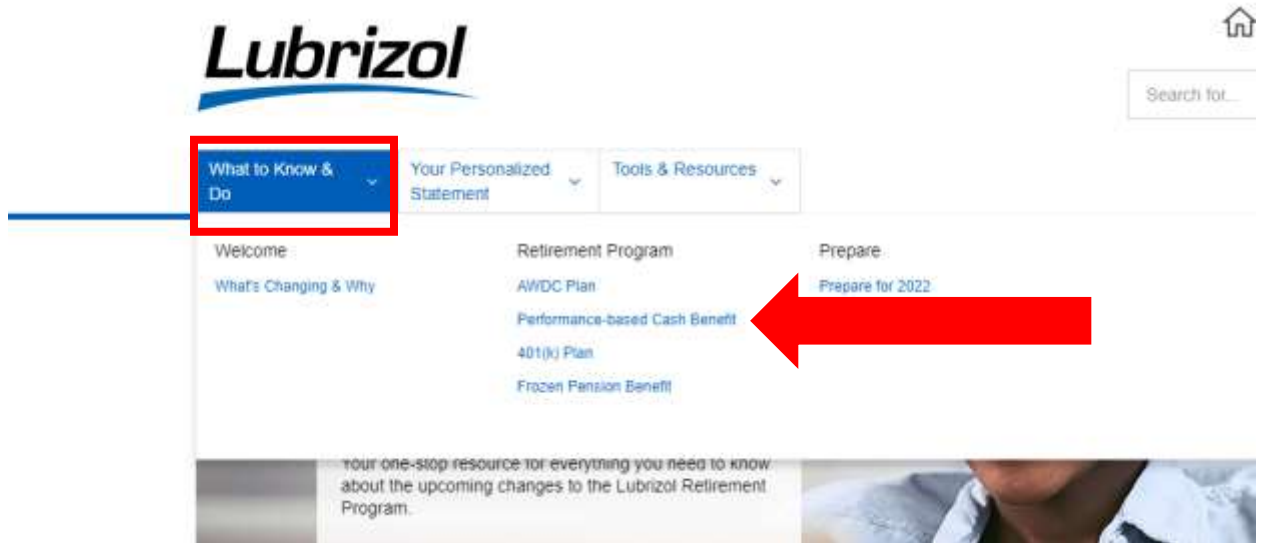 Lubrizol
Search for...
What to Know &
Do
Your Personalized
Statement
Tools & Resources
Welcome
What's Changing & Why
Retirement Program
AWDC Plan
Performance-based Cash Benefit
401(k) Plan
Frozen Pension Benefit
Prepare
Prepare for 2022
Your one-stop resource for everything you need to know
about the upcoming changes to the Lubrizol Retirement
Program.